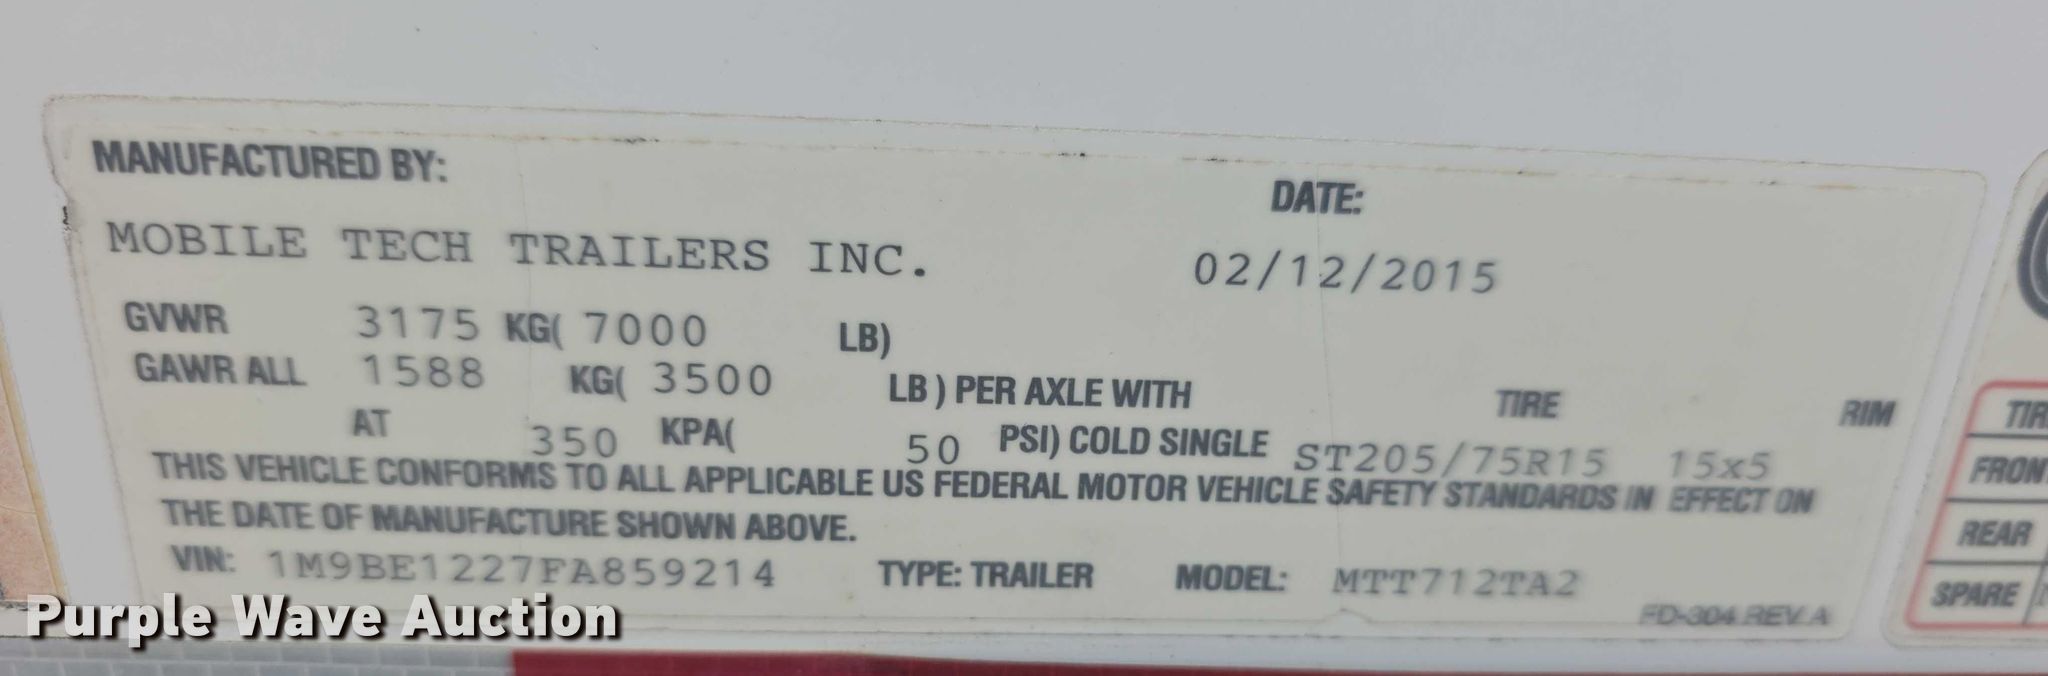 MANUFACTURED BY:
DATE:
MOBILE TECH TRAILERS INC.
02/12/2015
GVWR 3175 KG( 7000 LB)
GAWR ALL 1588 KG( 3500 LB ) PER AXLE WITH TIRE RIM
AT 350 KPA( 50 PSI) COLD SINGLE ST205/75R15 15x5
THIS VEHICLE CONFORMS TO ALL APPLICABLE US FEDERAL MOTOR VEHICLE SAFETY STANDARDS IN EFFECT ON
THE DATE OF MANUFACTURE SHOWN ABOVE.
VIN: 1M9BE1227FA859214 TYPE: TRAILER MODEL: MTT712TA2
FD-304 REV A
TIR
FRON
REAR
SPARE
Purple Wave Auction